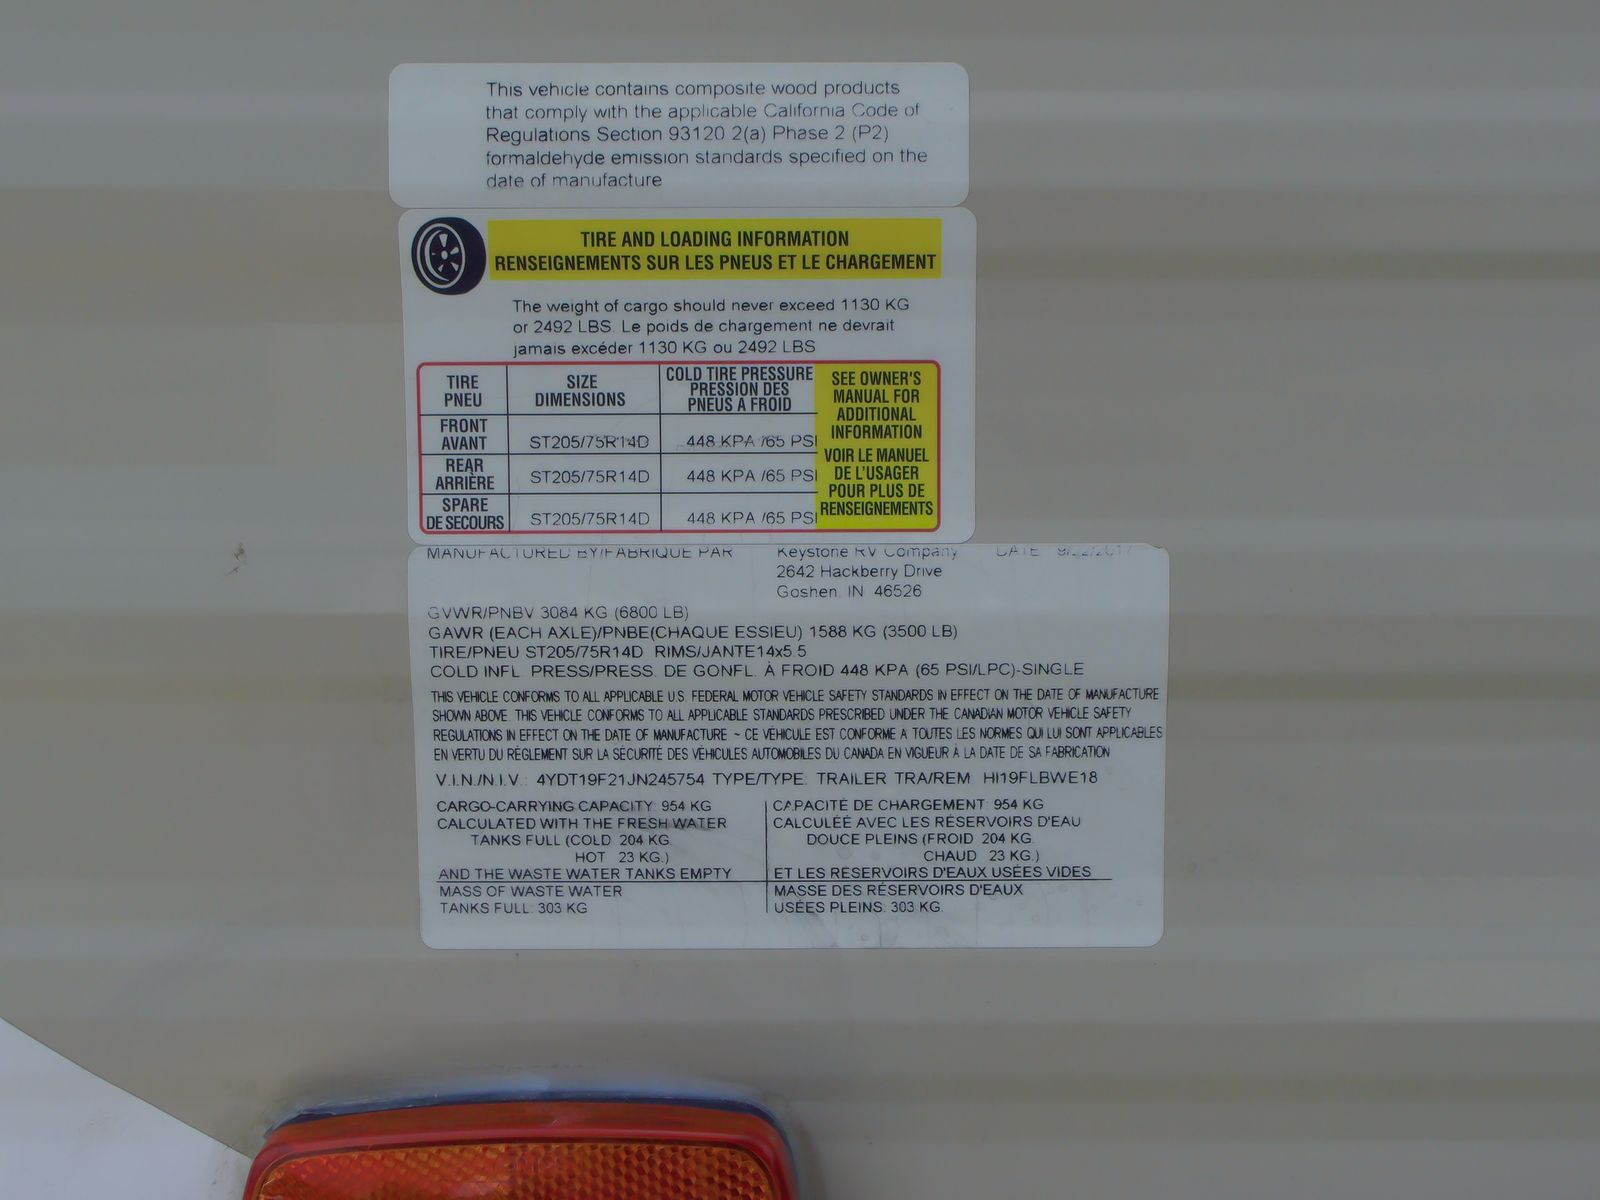 This vehicle contains composite wood products
that comply with the applicable California Code of
Regulations Section 93120 2(a) Phase 2 (P2)
formaldehyde emission standards specified on the
date of manufacture
TIRE AND LOADING INFORMATION
RENSEIGNEMENTS SUR LES PNEUS ET LE CHARGEMENT
The weight of cargo should never exceed 1130 KG
or 2492 LBS. Le poids de chargement ne devrait
jamais excéder 1130 KG ou 2492 LBS
TIRE PNEU SIZE DIMENSIONS COLD TIRE PRESSURE PRESSION DES PNEUS A FROID
FRONT AVANT ST205/75R14D 448 KPA /65 PSI
REAR ARRIÈRE ST205/75R14D 448 KPA /65 PSI
SPARE DE SECOURS ST205/75R14D 448 KPA /65 PSI
SEE OWNER'S
MANUAL FOR
ADDITIONAL
INFORMATION
VOIR LE MANUEL
DE L'USAGER
POUR PLUS DE
RENSEIGNEMENTS
MANUFACTURED BY/FABRIQUE PAR Keystone RV Company DATE
2642 Hackberry Drive
Goshen, IN 46526
GVWR/PNBV 3084 KG (6800 LB)
GAWR (EACH AXLE)/PNBE(CHAQUE ESSIEU) 1588 KG (3500 LB)
TIRE/PNEU ST205/75R14D RIMS/JANTE14x5.5
COLD INFL. PRESS/PRESS. DE GONFL. À FROID 448 KPA (65 PSI/LPC)-SINGLE
THIS VEHICLE CONFORMS TO ALL APPLICABLE U.S. FEDERAL MOTOR VEHICLE SAFETY STANDARDS IN EFFECT ON THE DATE OF MANUFACTURE
SHOWN ABOVE. THIS VEHICLE CONFORMS TO ALL APPLICABLE STANDARDS PRESCRIBED UNDER THE CANADIAN MOTOR VEHICLE SAFETY
REGULATIONS IN EFFECT ON THE DATE OF MANUFACTURE ~ CE VÉHICULE EST CONFORME A TOUTES LES NORMES QUI LUI SONT APPLICABLES
EN VERTU DU RÈGLEMENT SUR LA SÉCURITÉ DES VÉHICULES AUTOMOBILES DU CANADA EN VIGUEUR À LA DATE DE SA FABRICATION
V.I.N./N.I.V.: 4YDT19F21JN245754 TYPE/TYPE: TRAILER TRA/REM HI19FLBWE18
CARGO-CARRYING CAPACITY: 954 KG
CALCULATED WITH THE FRESH WATER
TANKS FULL (COLD 204 KG.
HOT 23 KG.)
AND THE WASTE WATER TANKS EMPTY
MASS OF WASTE WATER
TANKS FULL: 303 KG
CAPACITÉ DE CHARGEMENT: 954 KG
CALCULÉE AVEC LES RÉSERVOIRS D'EAU
DOUCE PLEINS (FROID 204 KG.
CHAUD 23 KG.)
ET LES RÉSERVOIRS D'EAUX USÉES VIDES
MASSE DES RÉSERVOIRS D'EAUX
USÉES PLEINS: 303 KG.